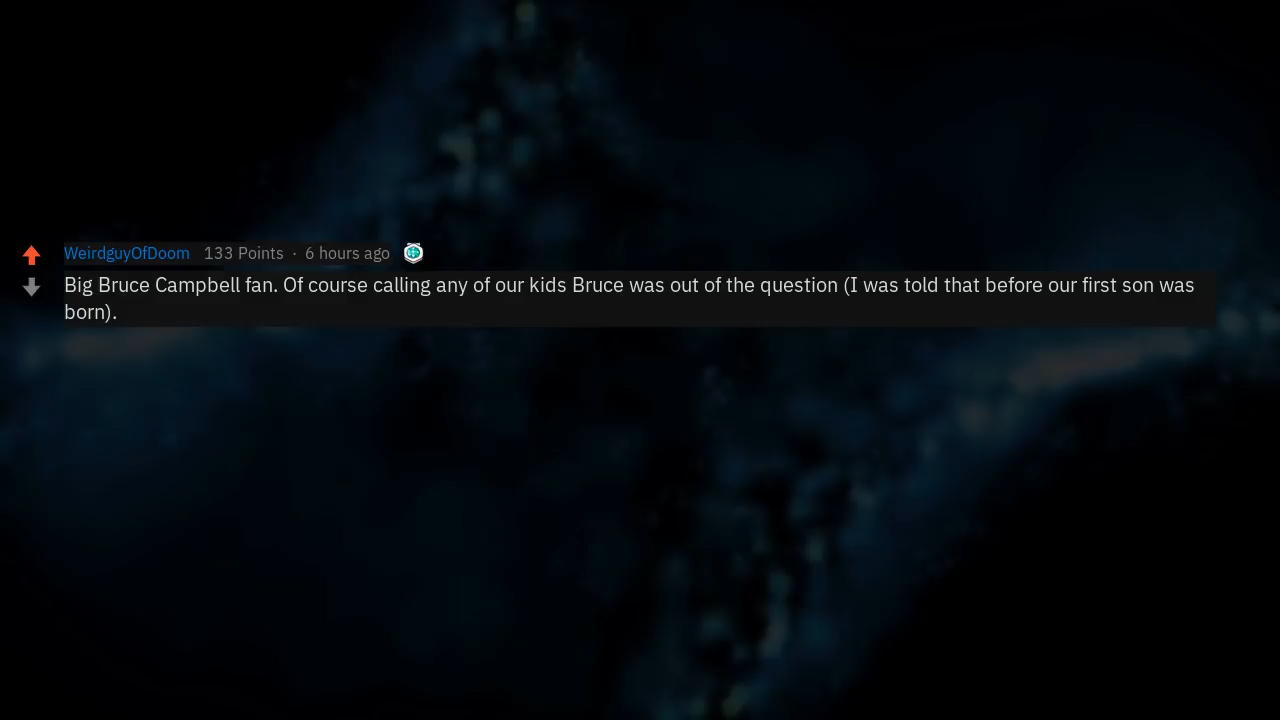 WeirdguyOfDoom 133 Points · 6 hours ago
Big Bruce Campbell fan. Of course calling any of our kids Bruce was out of the question (I was told that before our first son was
born).